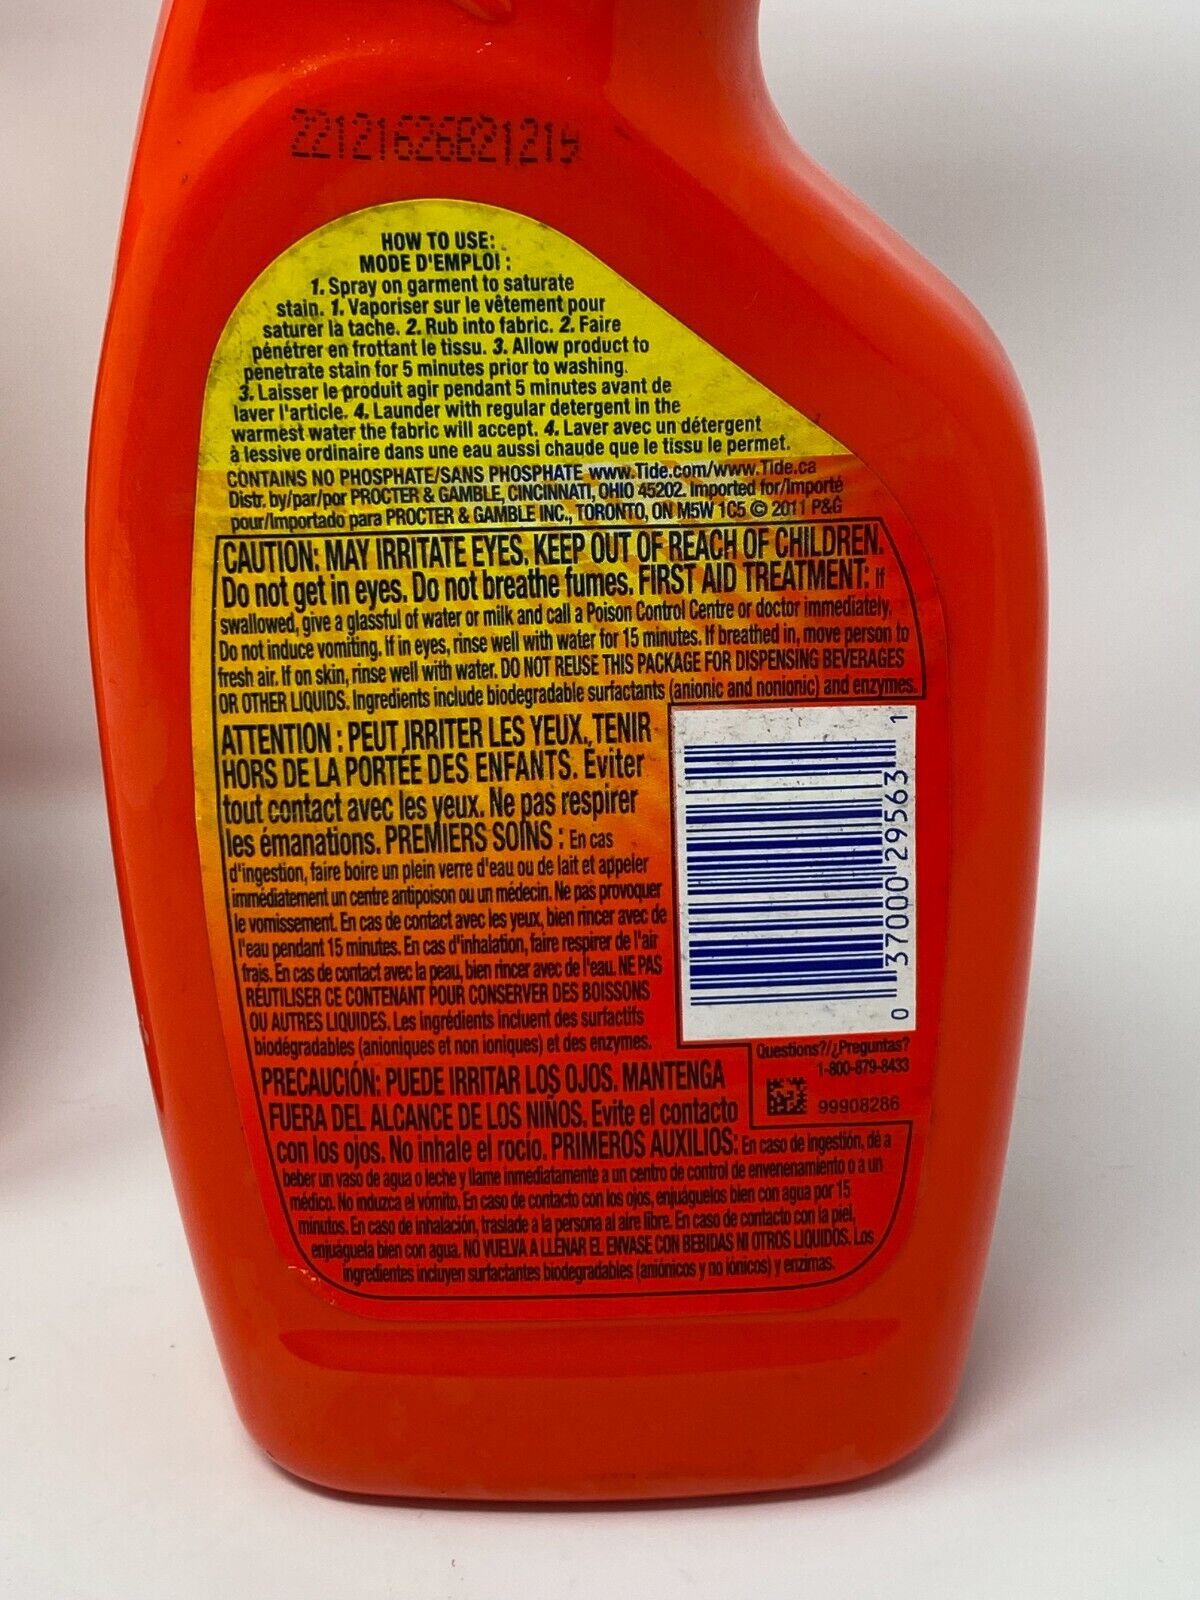 22121626821219
HOW TO USE:
MODE D'EMPLOI :
1. Spray on garment to saturate
stain. 1. Vaporiser sur le vêtement pour
saturer la tache. 2. Rub into fabric. 2. Faire
pénétrer en frottant le tissu. 3. Allow product to
penetrate stain for 5 minutes prior to washing.
3. Laisser le produit agir pendant 5 minutes avant de
laver l'article. 4. Launder with regular detergent in the
warmest water the fabric will accept. 4. Laver avec un détergent
à lessive ordinaire dans une eau aussi chaude que le tissu le permet.
CONTAINS NO PHOSPHATE/SANS PHOSPHATE www.Tide.com/www.Tide.ca
Distr. by/par/por PROCTER & GAMBLE, CINCINNATI, OHIO 45202. Imported for/Importé
pour/Importado para PROCTER & GAMBLE INC., TORONTO, ON M5W 1C5 © 2011 P&G
CAUTION: MAY IRRITATE EYES. KEEP OUT OF REACH OF CHILDREN.
Do not get in eyes. Do not breathe fumes. FIRST AID TREATMENT: If
swallowed, give a glassful of water or milk and call a Poison Control Centre or doctor immediately.
Do not induce vomiting. If in eyes, rinse well with water for 15 minutes. If breathed in, move person to
fresh air. If on skin, rinse well with water. DO NOT REUSE THIS PACKAGE FOR DISPENSING BEVERAGES
OR OTHER LIQUIDS. Ingredients include biodegradable surfactants (anionic and nonionic) and enzymes.
ATTENTION : PEUT IRRITER LES YEUX. TENIR
HORS DE LA PORTÉE DES ENFANTS. Éviter
tout contact avec les yeux. Ne pas respirer
les émanations. PREMIERS SOINS : En cas
d'ingestion, faire boire un plein verre d'eau ou de lait et appeler
immédiatement un centre antipoison ou un médecin. Ne pas provoquer
le vomissement. En cas de contact avec les yeux, bien rincer avec de
l'eau pendant 15 minutes. En cas d'inhalation, faire respirer de l'air
frais. En cas de contact avec la peau, bien rincer avec de l'eau. NE PAS
RÉUTILISER CE CONTENANT POUR CONSERVER DES BOISSONS
OU AUTRES LIQUIDES. Les ingrédients incluent des surfactifs
biodégradables (anioniques et non ioniques) et des enzymes.
0 37000 29563 1
Questions?/¿Preguntas?
1-800-879-8433
99908286
PRECAUCIÓN: PUEDE IRRITAR LOS OJOS. MANTENGA
FUERA DEL ALCANCE DE LOS NIÑOS. Evite el contacto
con los ojos. No inhale el rocío. PRIMEROS AUXILIOS: En caso de ingestión, dé a
beber un vaso de agua o leche y llame inmediatamente a un centro de control de envenenamiento o a un
médico. No induzca el vómito. En caso de contacto con los ojos, enjuáguelos bien con agua por 15
minutos. En caso de inhalación, traslade a la persona al aire libre. En caso de contacto con la piel,
enjuáguela bien con agua. NO VUELVA A LLENAR EL ENVASE CON BEBIDAS NI OTROS LIQUIDOS. Los
ingredientes incluyen surfactantes biodegradables (aniónicos y no iónicos) y enzimas.